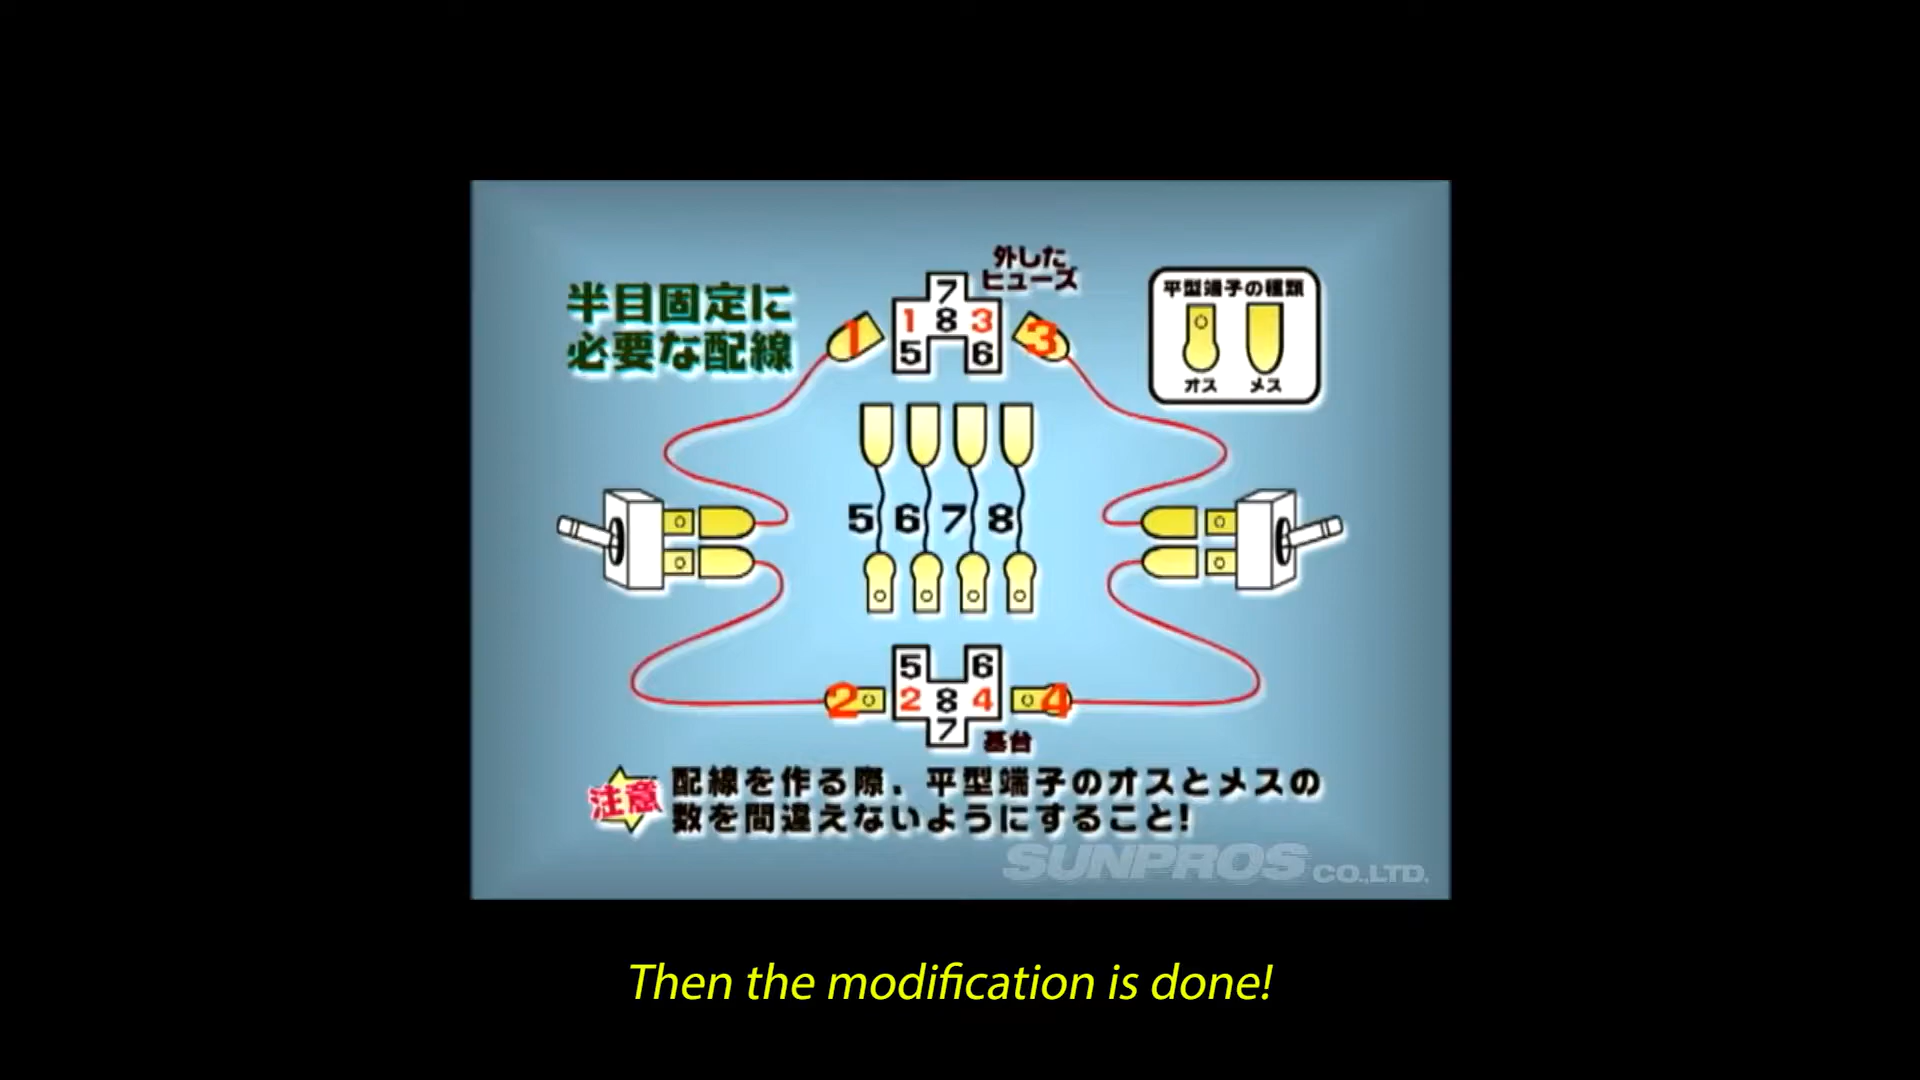 半目固定に
必要な配線
外した
ヒューズ
7
1 8 3
5 6
1
3
平型端子の種類
オス メス
5 6 7 8
5 6
2 8 4
7
2
4
基台
注意
配線を作る際、平型端子のオスとメスの
数を間違えないようにすること!
SUNPROS CO.,LTD.
Then the modification is done!